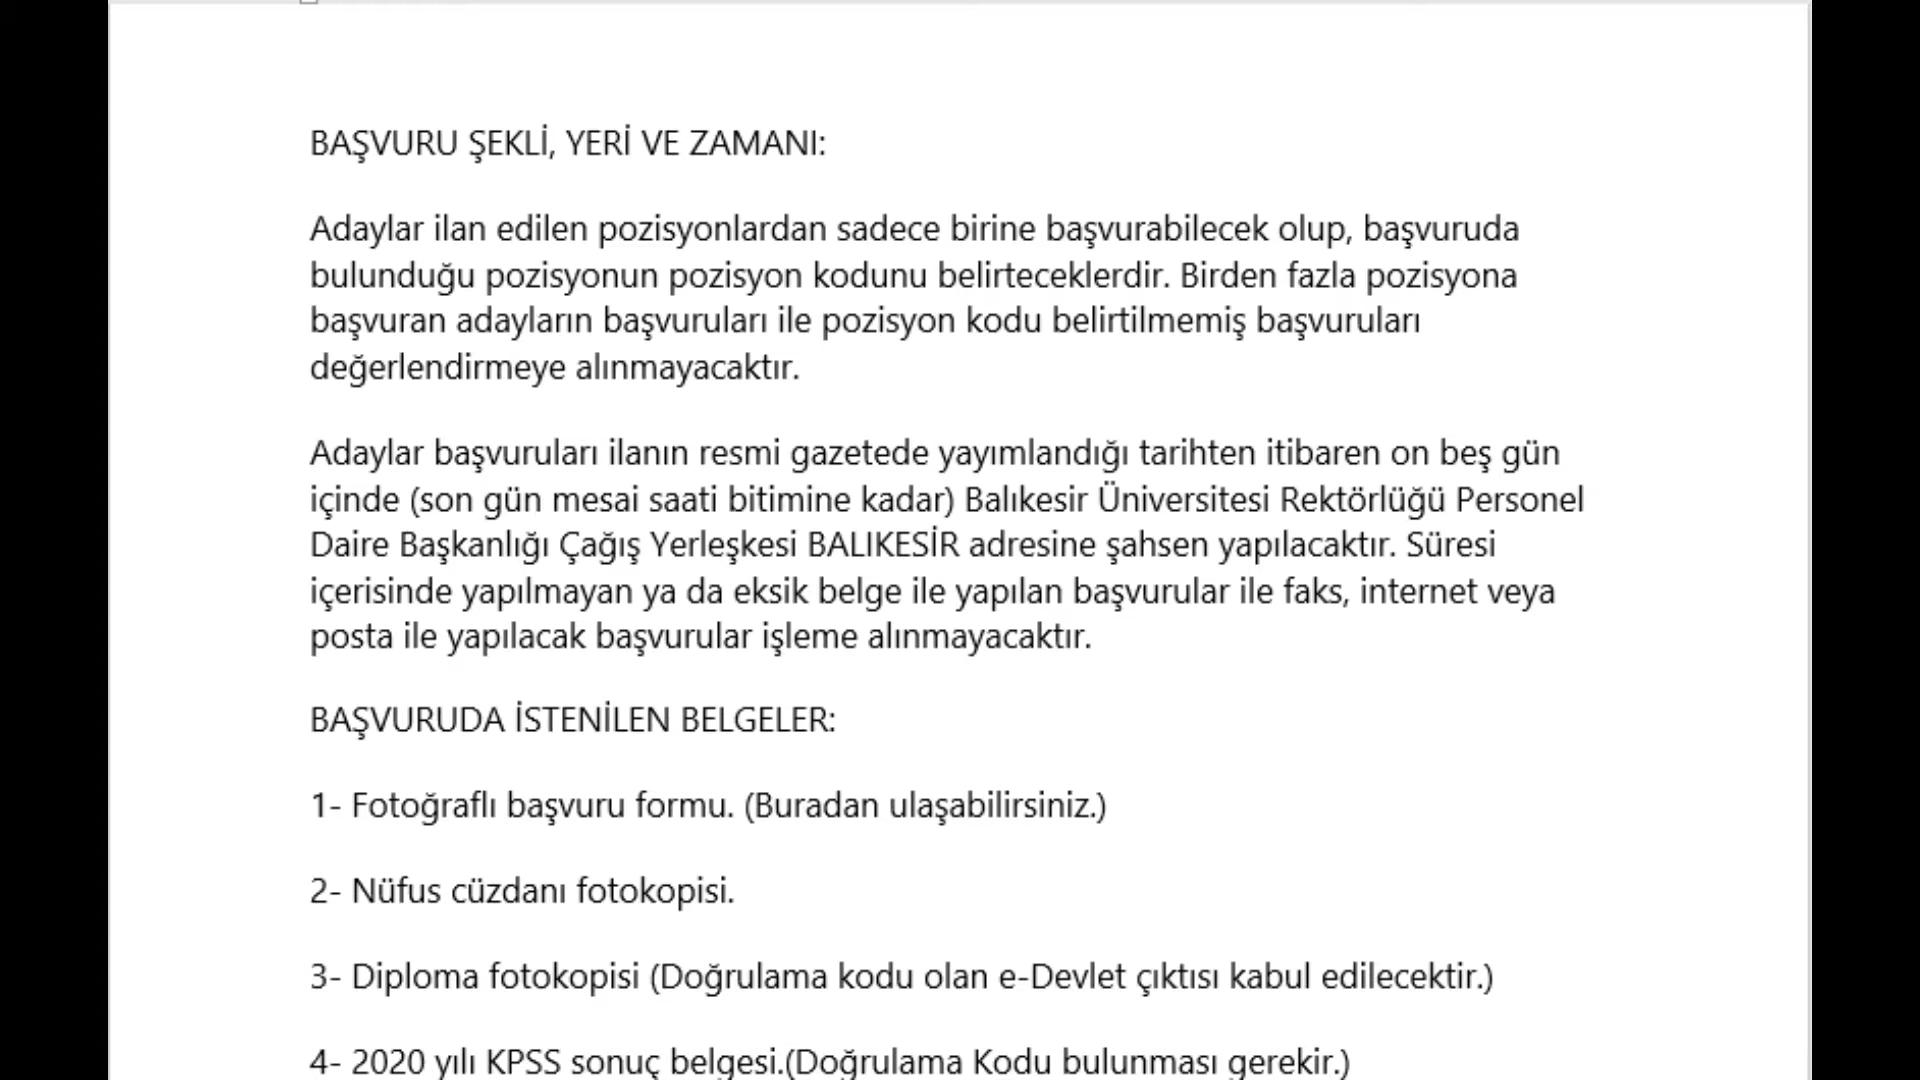 BAŞVURU ŞEKLİ, YERİ VE ZAMANI:
Adaylar ilan edilen pozisyonlardan sadece birine başvurabilecek olup, başvuruda
bulunduğu pozisyonun pozisyon kodunu belirteceklerdir. Birden fazla pozisyona
başvuran adayların başvuruları ile pozisyon kodu belirtilmemiş başvuruları
değerlendirmeye alınmayacaktır.
Adaylar başvuruları ilanın resmi gazetede yayımlandığı tarihten itibaren on beş gün
içinde (son gün mesai saati bitimine kadar) Balıkesir Üniversitesi Rektörlüğü Personel
Daire Başkanlığı Çağış Yerleşkesi BALIKESİR adresine şahsen yapılacaktır. Süresi
içerisinde yapılmayan ya da eksik belge ile yapılan başvurular ile faks, internet veya
posta ile yapılacak başvurular işleme alınmayacaktır.
BAŞVURUDA İSTENİLEN BELGELER:
1- Fotoğraflı başvuru formu. (Buradan ulaşabilirsiniz.)
2- Nüfus cüzdanı fotokopisi.
3- Diploma fotokopisi (Doğrulama kodu olan e-Devlet çıktısı kabul edilecektir.)
4- 2020 yılı KPSS sonuç belgesi.(Doğrulama Kodu bulunması gerekir.)